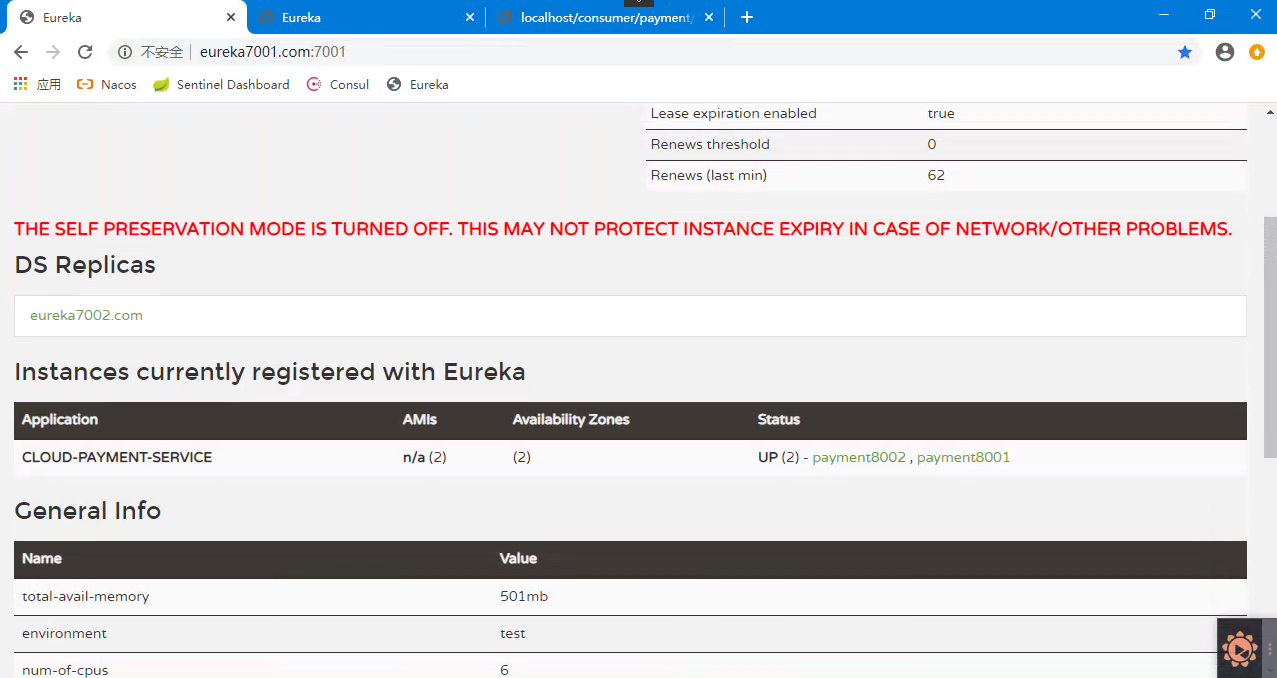 Eureka
Eureka
localhost/consumer/payment/
不安全 eureka7001.com:7001
应用 Nacos Sentinel Dashboard Consul Eureka
Lease expiration enabled true
Renews threshold 0
Renews (last min) 62
THE SELF PRESERVATION MODE IS TURNED OFF. THIS MAY NOT PROTECT INSTANCE EXPIRY IN CASE OF NETWORK/OTHER PROBLEMS.
DS Replicas
eureka7002.com
Instances currently registered with Eureka
Application AMIs Availability Zones Status
CLOUD-PAYMENT-SERVICE n/a (2) (2) UP (2) - payment8002 , payment8001
General Info
Name Value
total-avail-memory 501mb
environment test
num-of-cpus 6